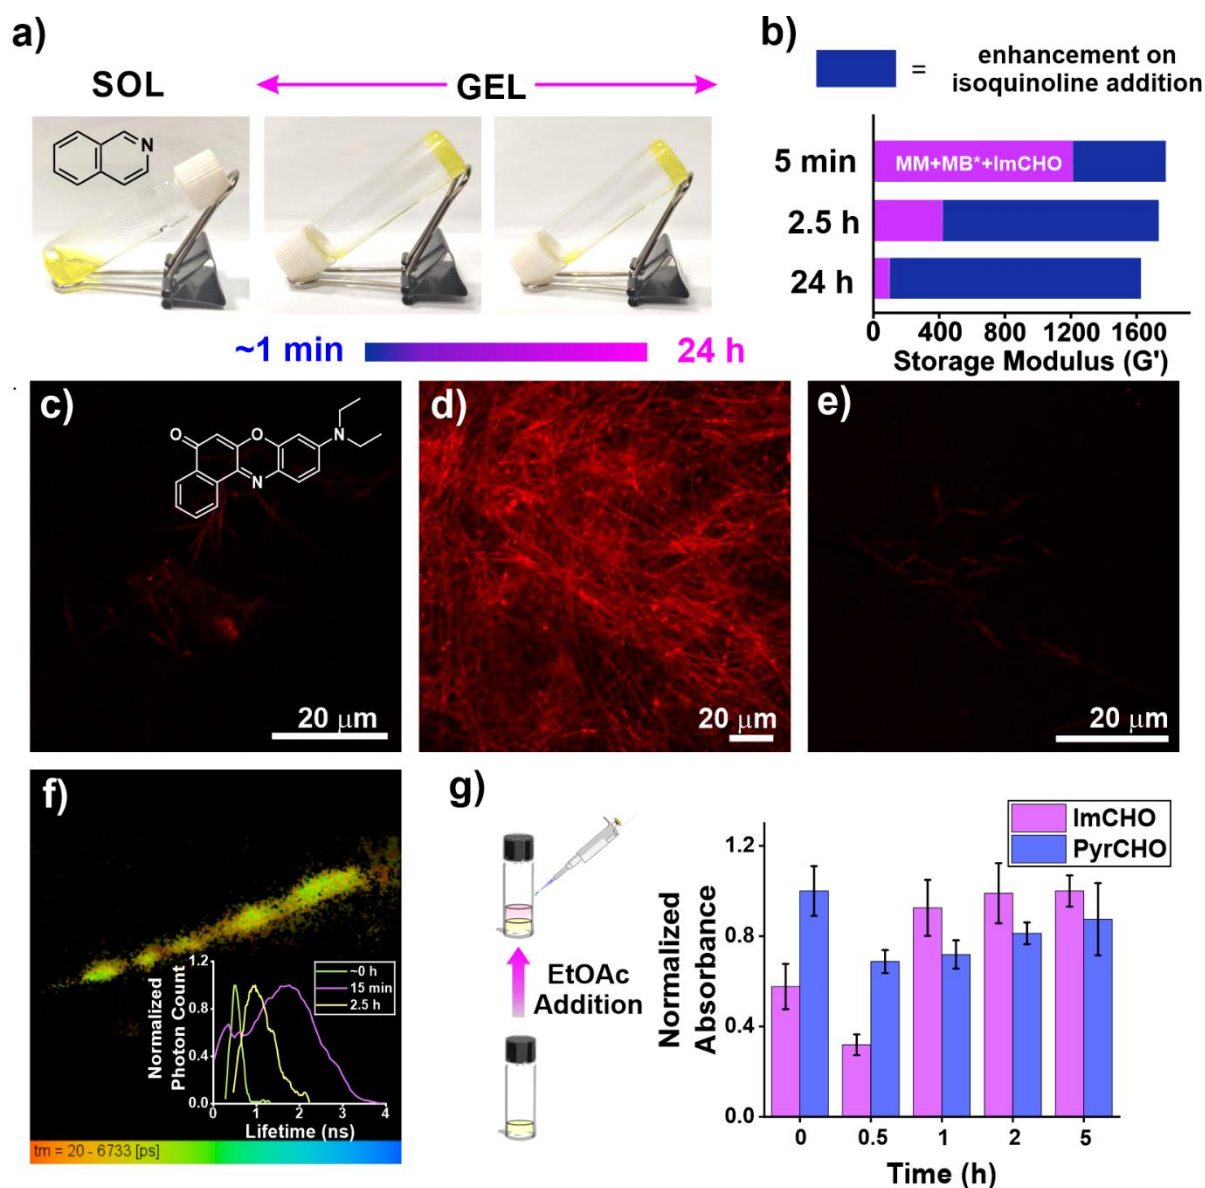 a)
SOL
GEL
N
~1 min
24 h
b)
= enhancement on
isoquinoline addition
5 min
MM+MB*+ImCHO
2.5 h
24 h
0 400 800 1200 1600
Storage Modulus (G')
c)
O
O
N
N
20 μm
d)
20 μm
e)
20 μm
f)
Normalized
Photon Count
1.2
0.8
0.4
0.0
~0 h
15 min
2.5 h
0 1 2 3 4
Lifetime (ns)
tm = 20 - 6733 [ps]
g)
EtOAc
Addition
Normalized
Absorbance
1.2
0.8
0.4
0.0
ImCHO
PyrCHO
0 0.5 1 2 5
Time (h)